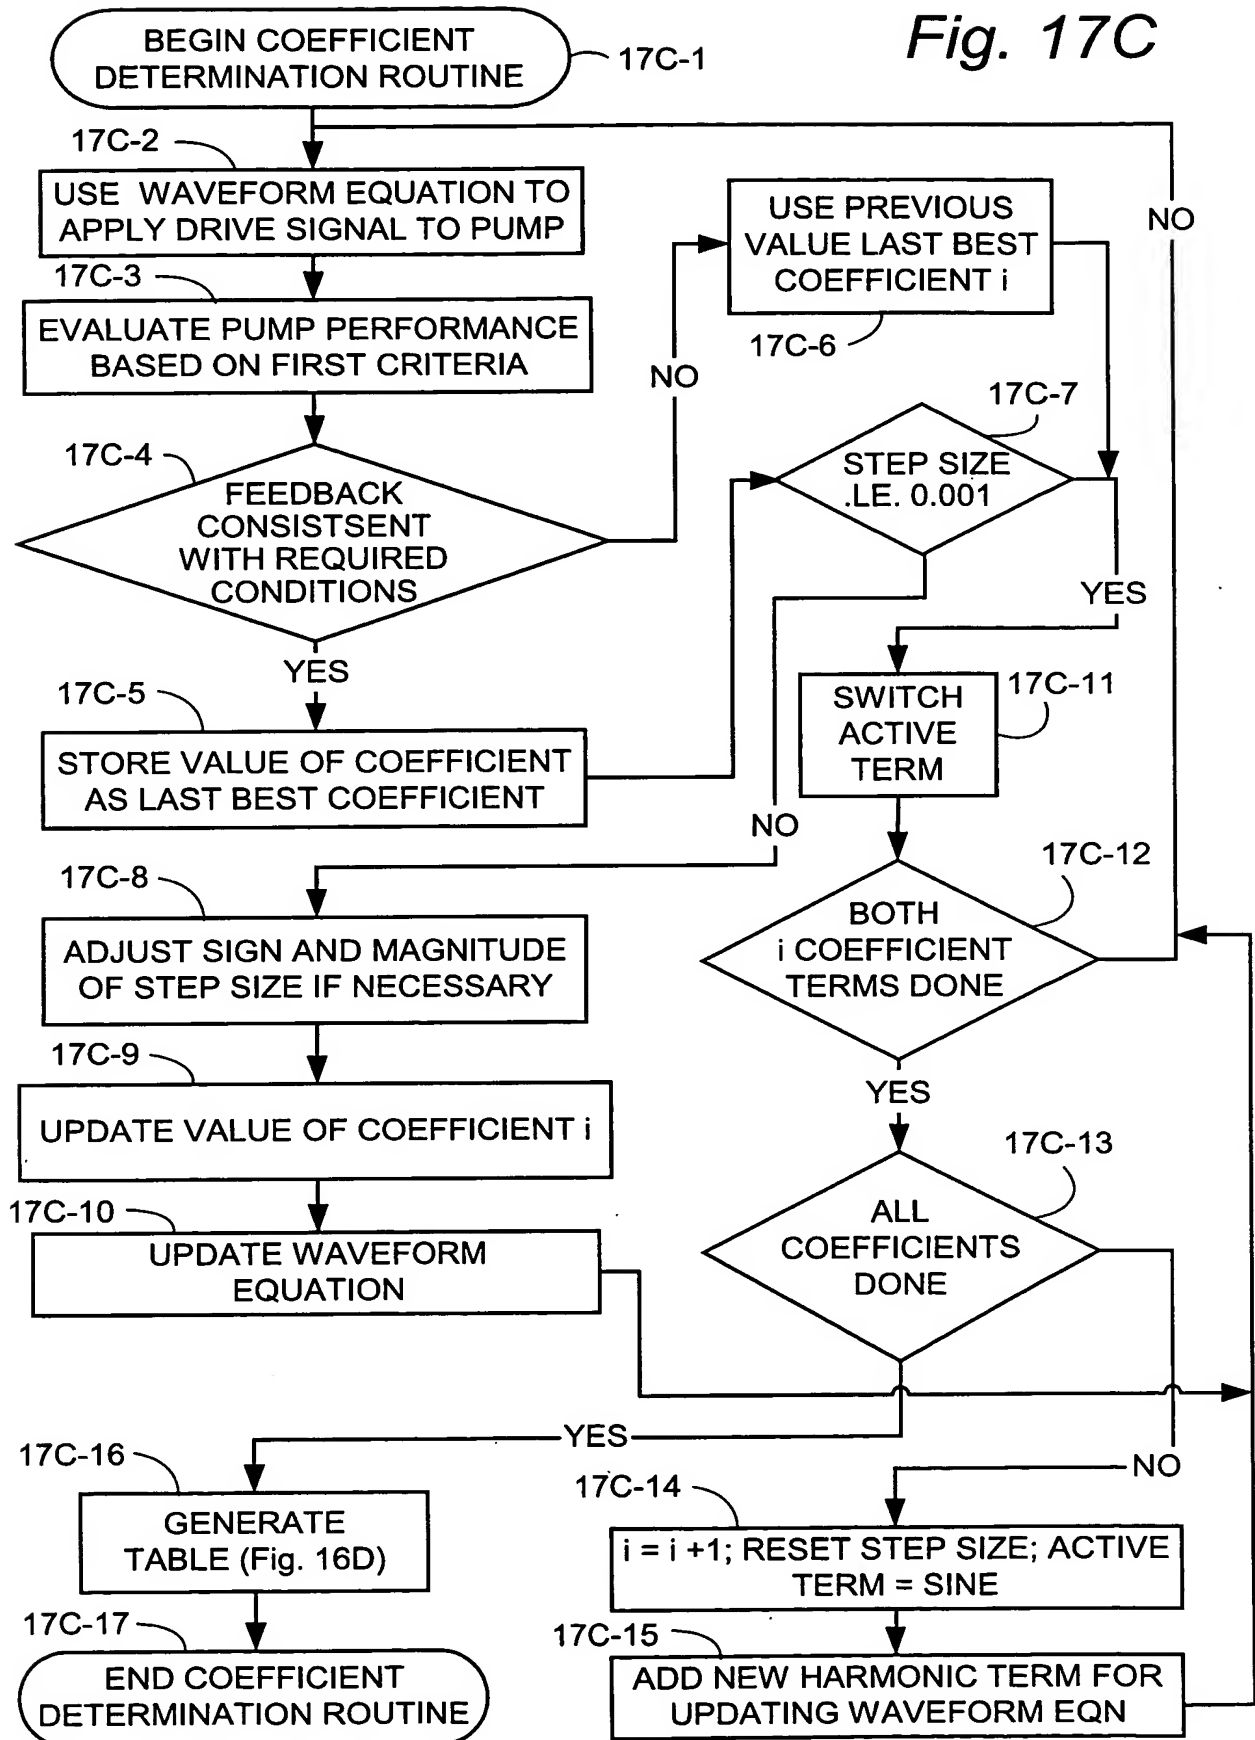 Fig. 17C
BEGIN COEFFICIENT
DETERMINATION ROUTINE
17C-1
17C-2
USE WAVEFORM EQUATION TO
APPLY DRIVE SIGNAL TO PUMP
17C-3
EVALUATE PUMP PERFORMANCE
BASED ON FIRST CRITERIA
17C-4
FEEDBACK
CONSISTSENT
WITH REQUIRED
CONDITIONS
NO
YES
17C-5
STORE VALUE OF COEFFICIENT
AS LAST BEST COEFFICIENT
USE PREVIOUS
VALUE LAST BEST
COEFFICIENT i
17C-6
NO
17C-7
STEP SIZE
.LE. 0.001
YES
NO
17C-8
ADJUST SIGN AND MAGNITUDE
OF STEP SIZE IF NECESSARY
17C-9
UPDATE VALUE OF COEFFICIENT i
17C-10
UPDATE WAVEFORM
EQUATION
17C-11
SWITCH
ACTIVE
TERM
17C-12
BOTH
i COEFFICIENT
TERMS DONE
YES
17C-13
ALL
COEFFICIENTS
DONE
YES
NO
17C-14
i = i +1; RESET STEP SIZE; ACTIVE
TERM = SINE
17C-15
ADD NEW HARMONIC TERM FOR
UPDATING WAVEFORM EQN
17C-16
GENERATE
TABLE (Fig. 16D)
17C-17
END COEFFICIENT
DETERMINATION ROUTINE